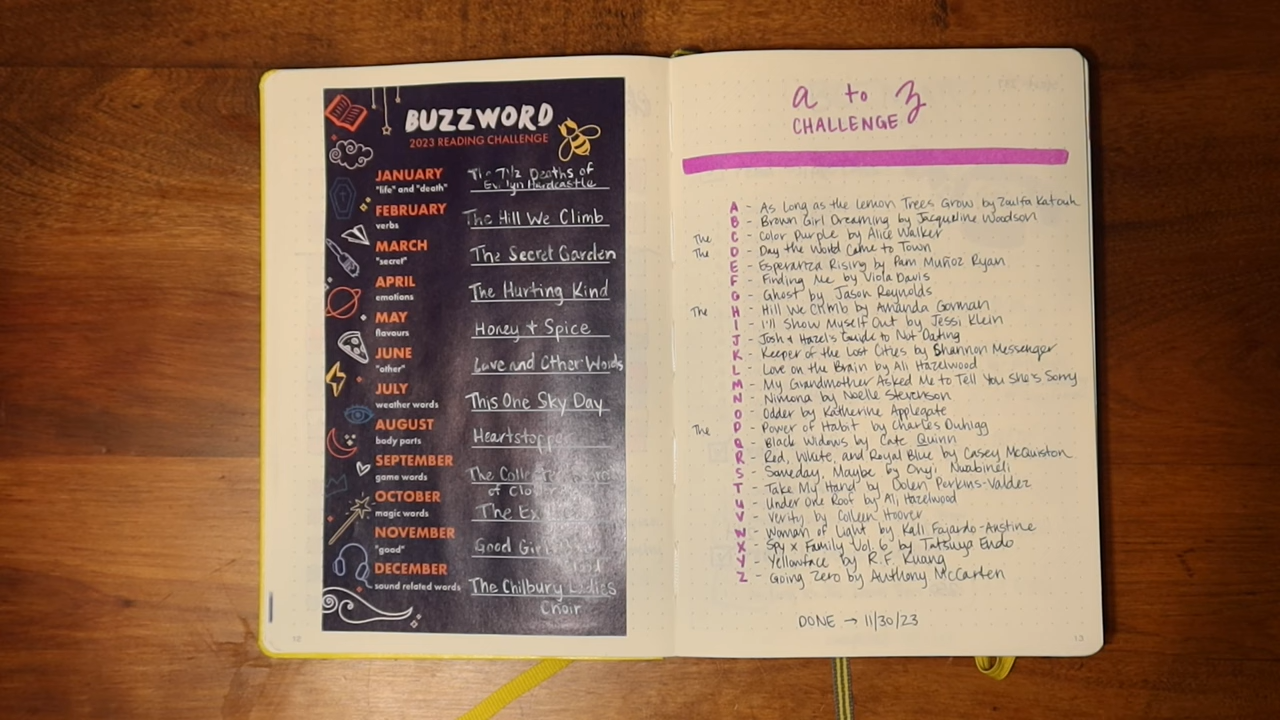 BUZZWORD
2023 READING CHALLENGE
JANUARY
"life" and "death"
The 7 1/2 Deaths of
Evelyn Hardcastle
FEBRUARY
verbs
The Hill We Climb
MARCH
"secret"
The Secret Garden
APRIL
emotions
The Hurting Kind
MAY
flavours
Honey & Spice
JUNE
"other"
Love and Other Words
JULY
weather words
This One Sky Day
AUGUST
body parts
Heartstopper
SEPTEMBER
game words
The
of
OCTOBER
magic words
The
NOVEMBER
"good"
Good Girl
DECEMBER
sound related words
The Chilbury Ladies
Choir
12
a to z
CHALLENGE
A - As Long as the Lemon Trees Grow by Zoulfa Katouh
B - Brown Girl Dreaming by Jacqueline Woodson
The C - Color Purple by Alice Walker
The D - Day the World Came to Town
E - Esperanza Rising by Pam Muñoz Ryan
F - Finding Me by Viola Davis
G - Ghost by Jason Reynolds
The H - Hill We Climb by Amanda Gorman
I - I'll Show Myself Out by Jessi Klein
J - Josh & Hazel's Guide to Not Dating
K - Keeper of the Lost Cities by Shannon Messenger
L - Love on the Brain by Ali Hazelwood
M - My Grandmother Asked Me to Tell You She's Sorry
N - Nimona by Noelle Stevenson
O - Odder by Katherine Applegate
The P - Power of Habit by Charles Duhigg
Q - Black Widows by Cate Quinn
R - Red, White, and Royal Blue by Casey McQuiston
S - Someday, Maybe by Onyi Nwabineli
T - Take My Hand by Dolen Perkins-Valdez
U - Under One Roof by Ali Hazelwood
V - Verity by Colleen Hoover
W - Woman of Light by Kali Fajardo-Anstine
X - Spy x Family Vol. 6 by Tatsuya Endo
Y - Yellowface by R.F. Kuang
Z - Going Zero by Anthony McCarten
DONE → 11/30/23
13